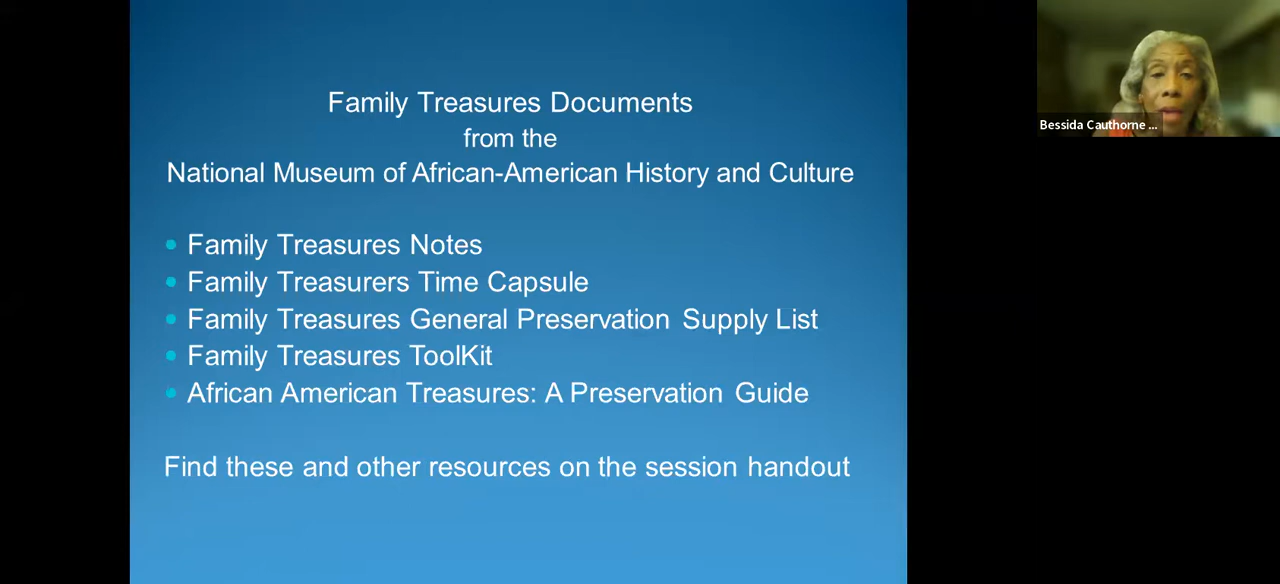 Family Treasures Documents
from the
National Museum of African-American History and Culture
• Family Treasures Notes
• Family Treasurers Time Capsule
• Family Treasures General Preservation Supply List
• Family Treasures ToolKit
• African American Treasures: A Preservation Guide
Find these and other resources on the session handout
Bessida Cauthorne ...